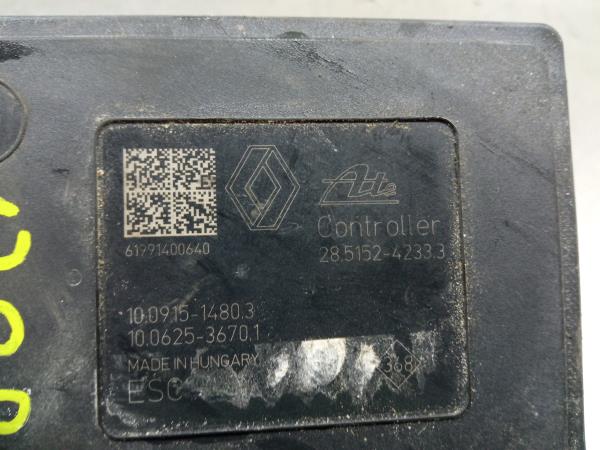 Ate
Controller
61991400640
28.5152-4233.3
10.0915-1480.3
10.0625-3670.1
MADE IN HUNGARY
368
ESC